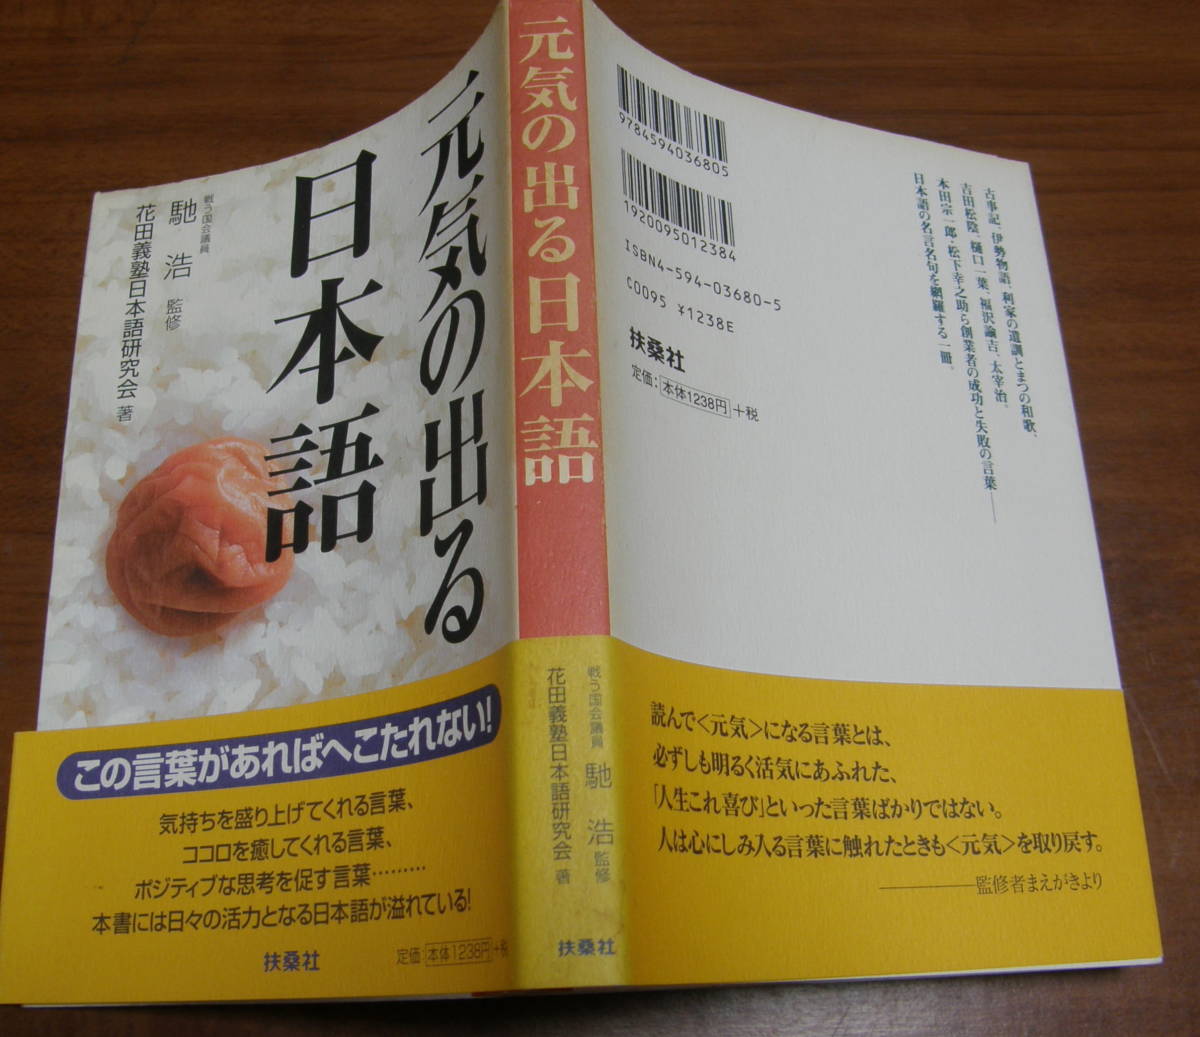 元気の出る
日本語
戦う国会議員
馳 浩 監修
花田義塾日本語研究会 著
この言葉があればへこたれない!
気持ちを盛り上げてくれる言葉、
ココロを癒してくれる言葉、
ポジティブな思考を促す言葉………
本書には日々の活力となる日本語が溢れている!
扶桑社
定価:本体1238円+税
元気の出る日本語
戦う国会議員 馳 浩 監修
花田義塾日本語研究会 著
扶桑社
9784594036805
1920095012384
ISBN4-594-03680-5
C0095 ¥1238E
扶桑社
定価:本体1238円+税
古事記、伊勢物語、利家の遺訓とまつの和歌、
吉田松陰、樋口一葉、福沢諭吉、太宰治。
本田宗一郎・松下幸之助ら創業者の成功と失敗の言葉――
日本語の名言名句を網羅する一冊。
読んで<元気>になる言葉とは、
必ずしも明るく活気にあふれた、
「人生これ喜び」といった言葉ばかりではない。
人は心にしみ入る言葉に触れたときも<元気>を取り戻す。
――――監修者まえがきより